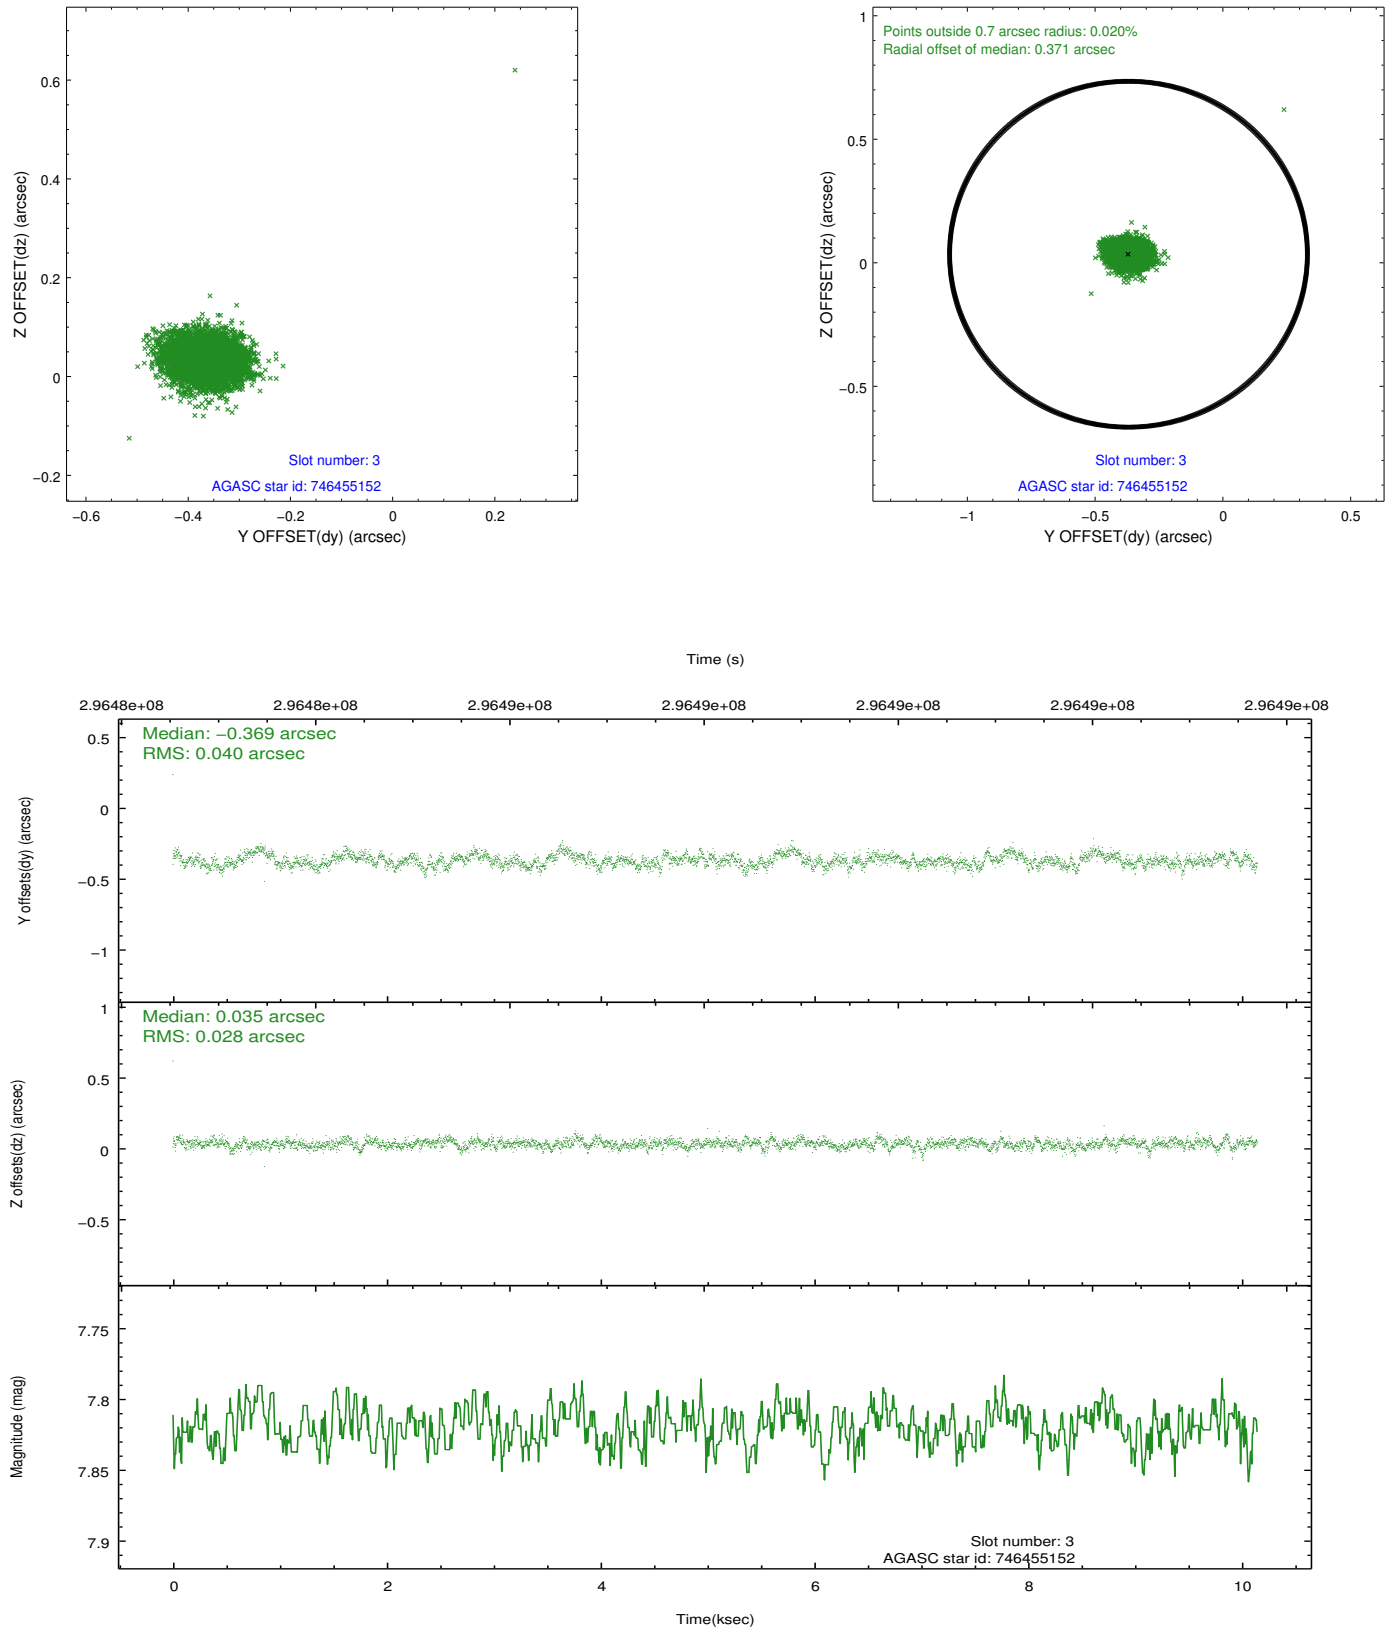 0.6
0.4
0.2
0
−0.2
Z OFFSET(dz) (arcsec)
Slot number: 3
AGASC star id: 746455152
−0.6 −0.4 −0.2 0 0.2
Y OFFSET(dy) (arcsec)
Points outside 0.7 arcsec radius: 0.020%
Radial offset of median: 0.371 arcsec
1
0.5
0
−0.5
Z OFFSET(dz) (arcsec)
Slot number: 3
AGASC star id: 746455152
−1 −0.5 0 0.5
Y OFFSET(dy) (arcsec)
Time (s)
2.9648e+08 2.9648e+08 2.9649e+08 2.9649e+08 2.9649e+08 2.9649e+08 2.9649e+08
Median: −0.369 arcsec
RMS: 0.040 arcsec
0.5
0
−0.5
−1
Y offsets(dy) (arcsec)
Median: 0.035 arcsec
RMS: 0.028 arcsec
1
0.5
0
−0.5
Z offsets(dz) (arcsec)
7.75
7.8
7.85
7.9
Magnitude (mag)
Slot number: 3
AGASC star id: 746455152
0 2 4 6 8 10
Time(ksec)